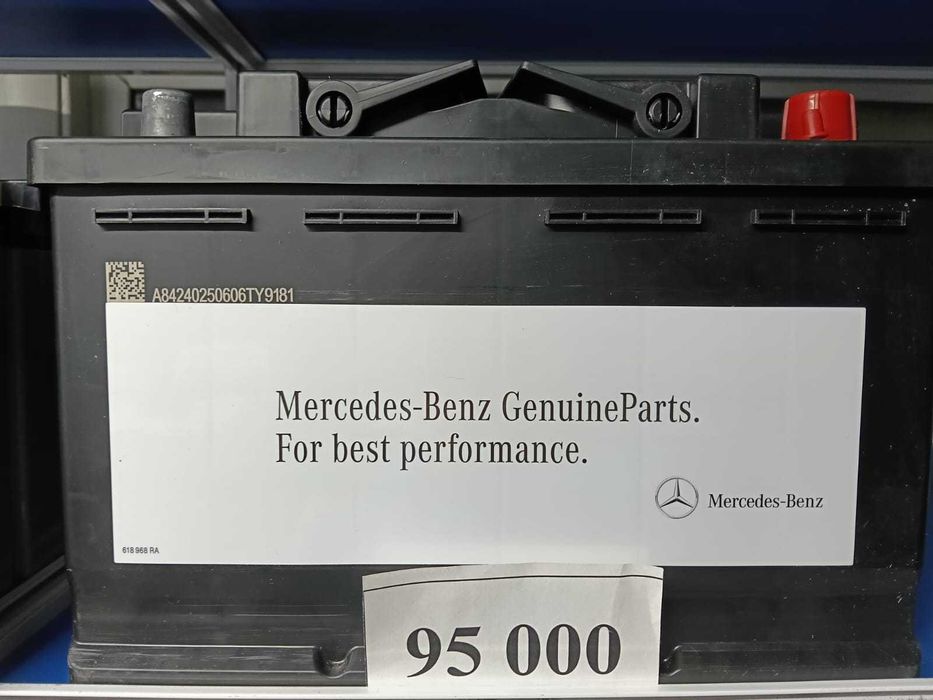 A84240250606TY9181
Mercedes-Benz GenuineParts.
For best performance.
Mercedes-Benz
618 968 RA
95 000